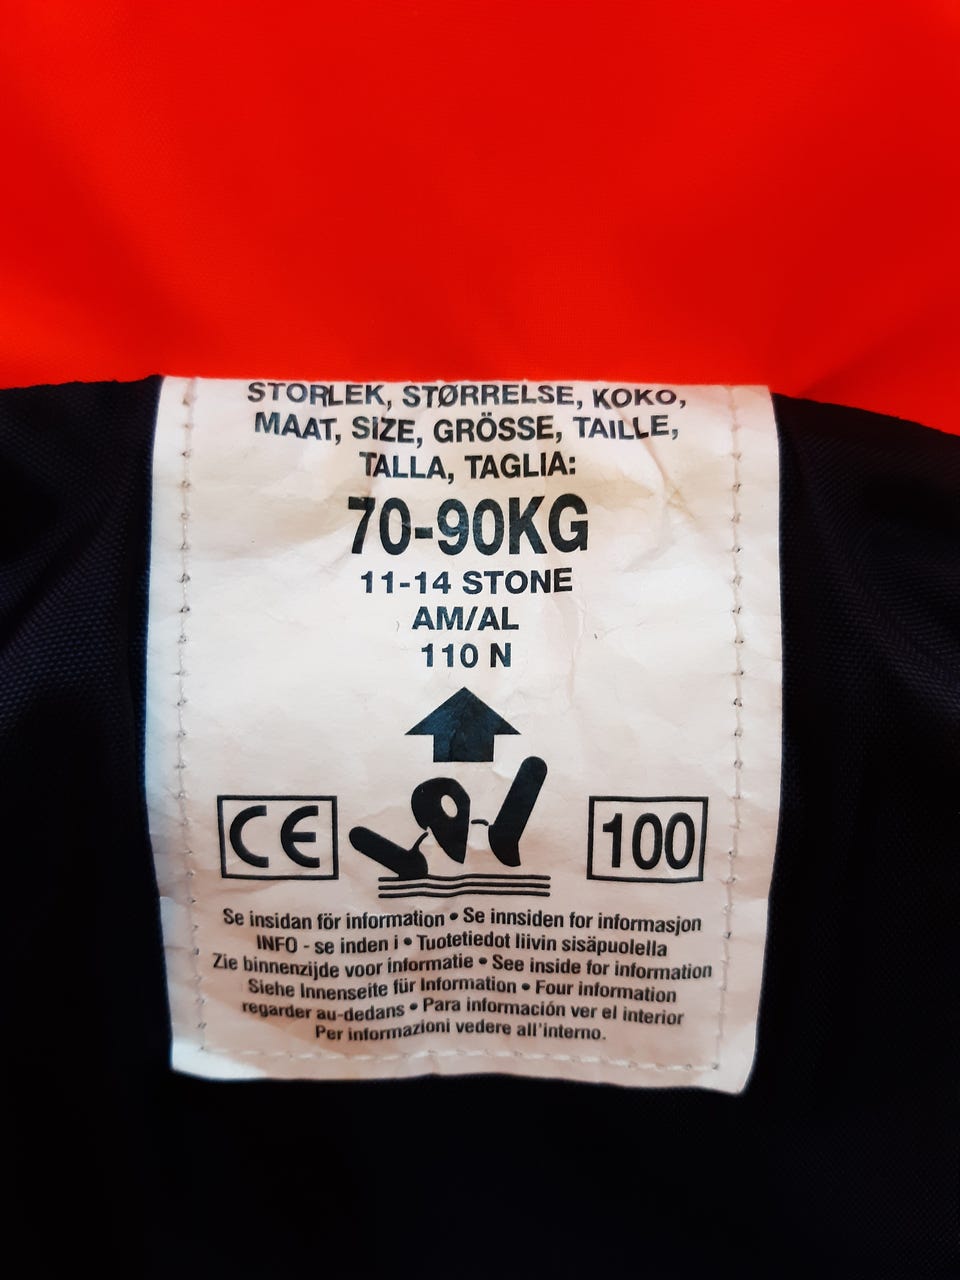 STORLEK, STØRRELSE, KOKO,
MAAT, SIZE, GRÖSSE, TAILLE,
TALLA, TAGLIA:
70-90KG
11-14 STONE
AM/AL
110 N
CE
100
Se insidan för information • Se innsiden for informasjon
INFO - se inden i • Tuotetiedot liivin sisäpuolella
Zie binnenzijde voor informatie • See inside for information
Siehe Innenseite für Information • Four information
regarder au-dedans • Para información ver el interior
Per informazioni vedere all'interno.